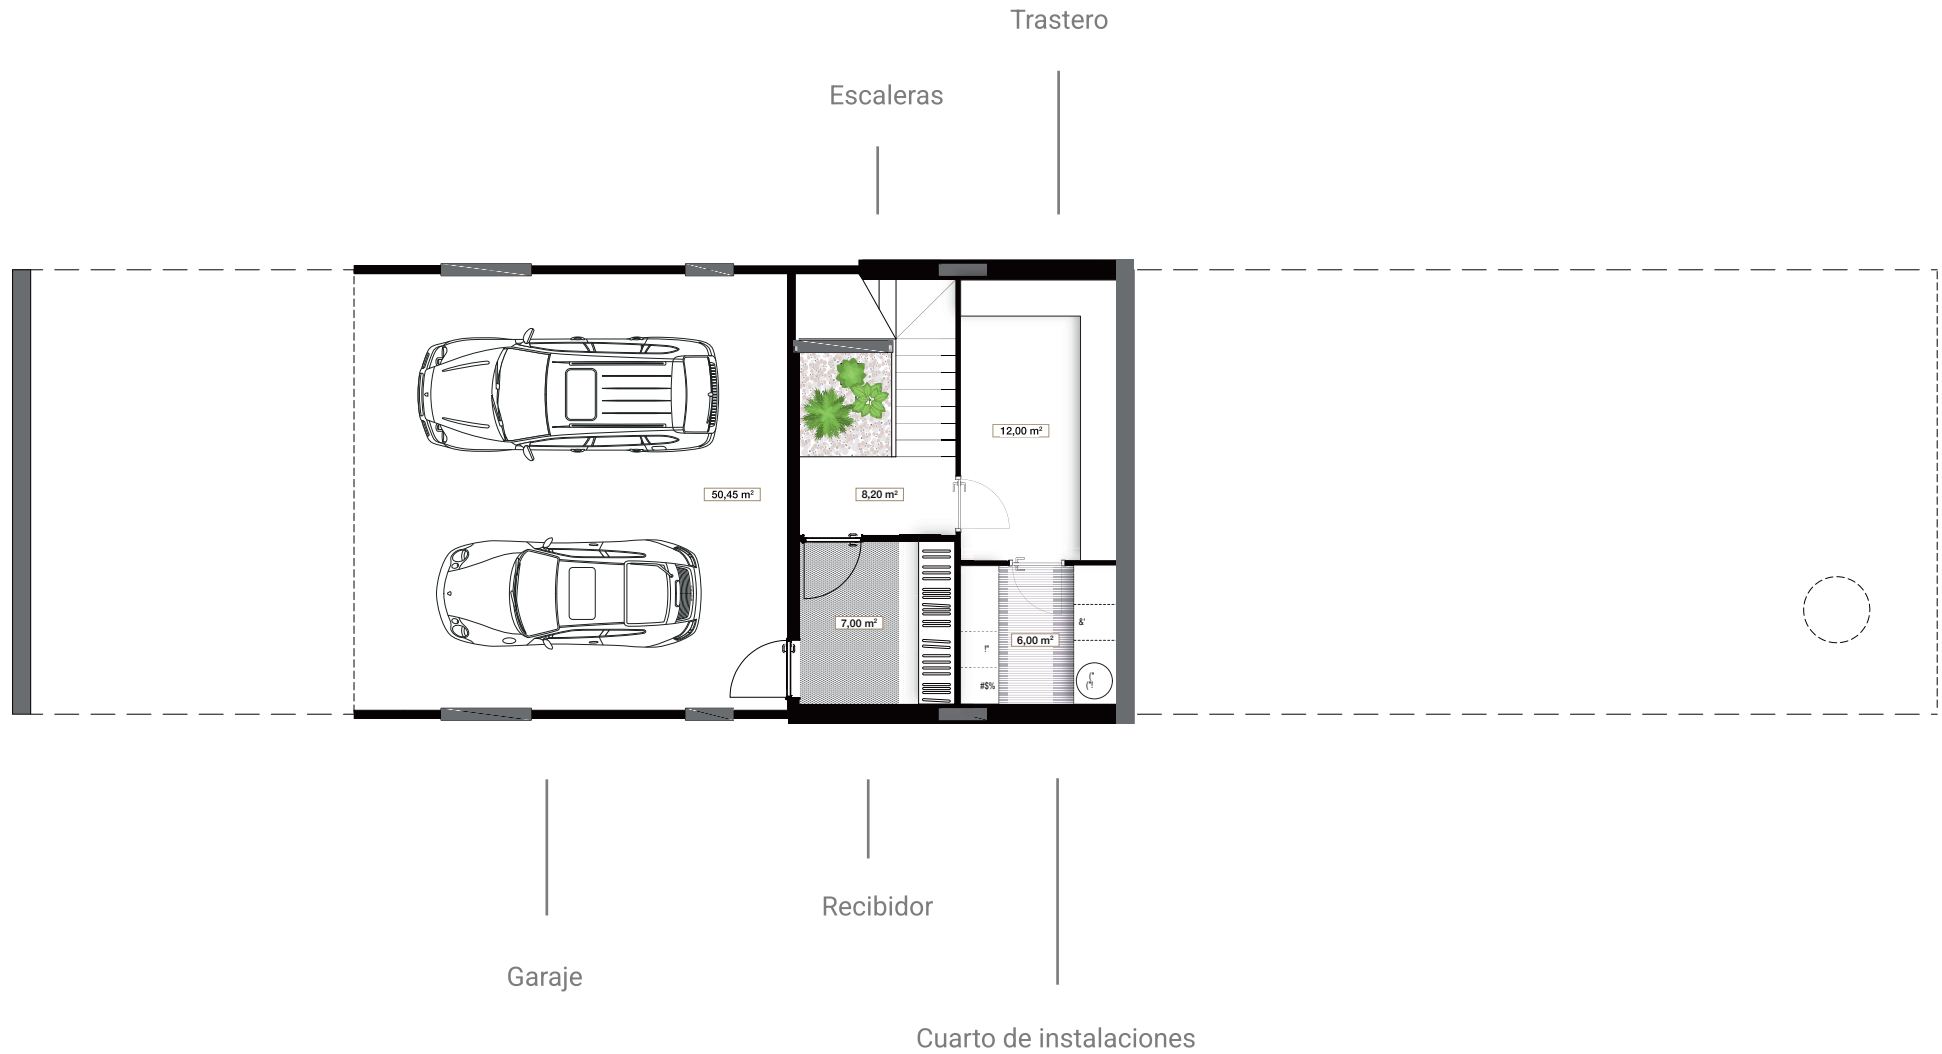 Trastero
Escaleras
12,00 m²
50,45 m²
8,20 m²
7,00 m²
&'
6,00 m²
!"
#$%
Recibidor
Garaje
Cuarto de instalaciones